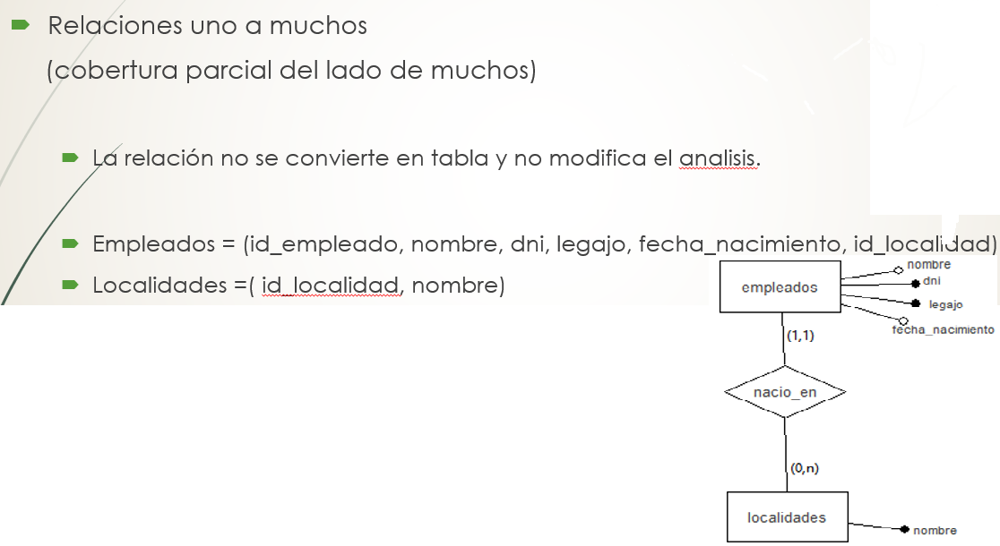 Relaciones uno a muchos
(cobertura parcial del lado de muchos)
La relación no se convierte en tabla y no modifica el analisis.
Empleados = (id_empleado, nombre, dni, legajo, fecha_nacimiento, id_localidad)
Localidades =( id_localidad, nombre)
empleados
nombre
dni
legajo
fecha_nacimiento
(1,1)
nacio_en
(0,n)
localidades
nombre